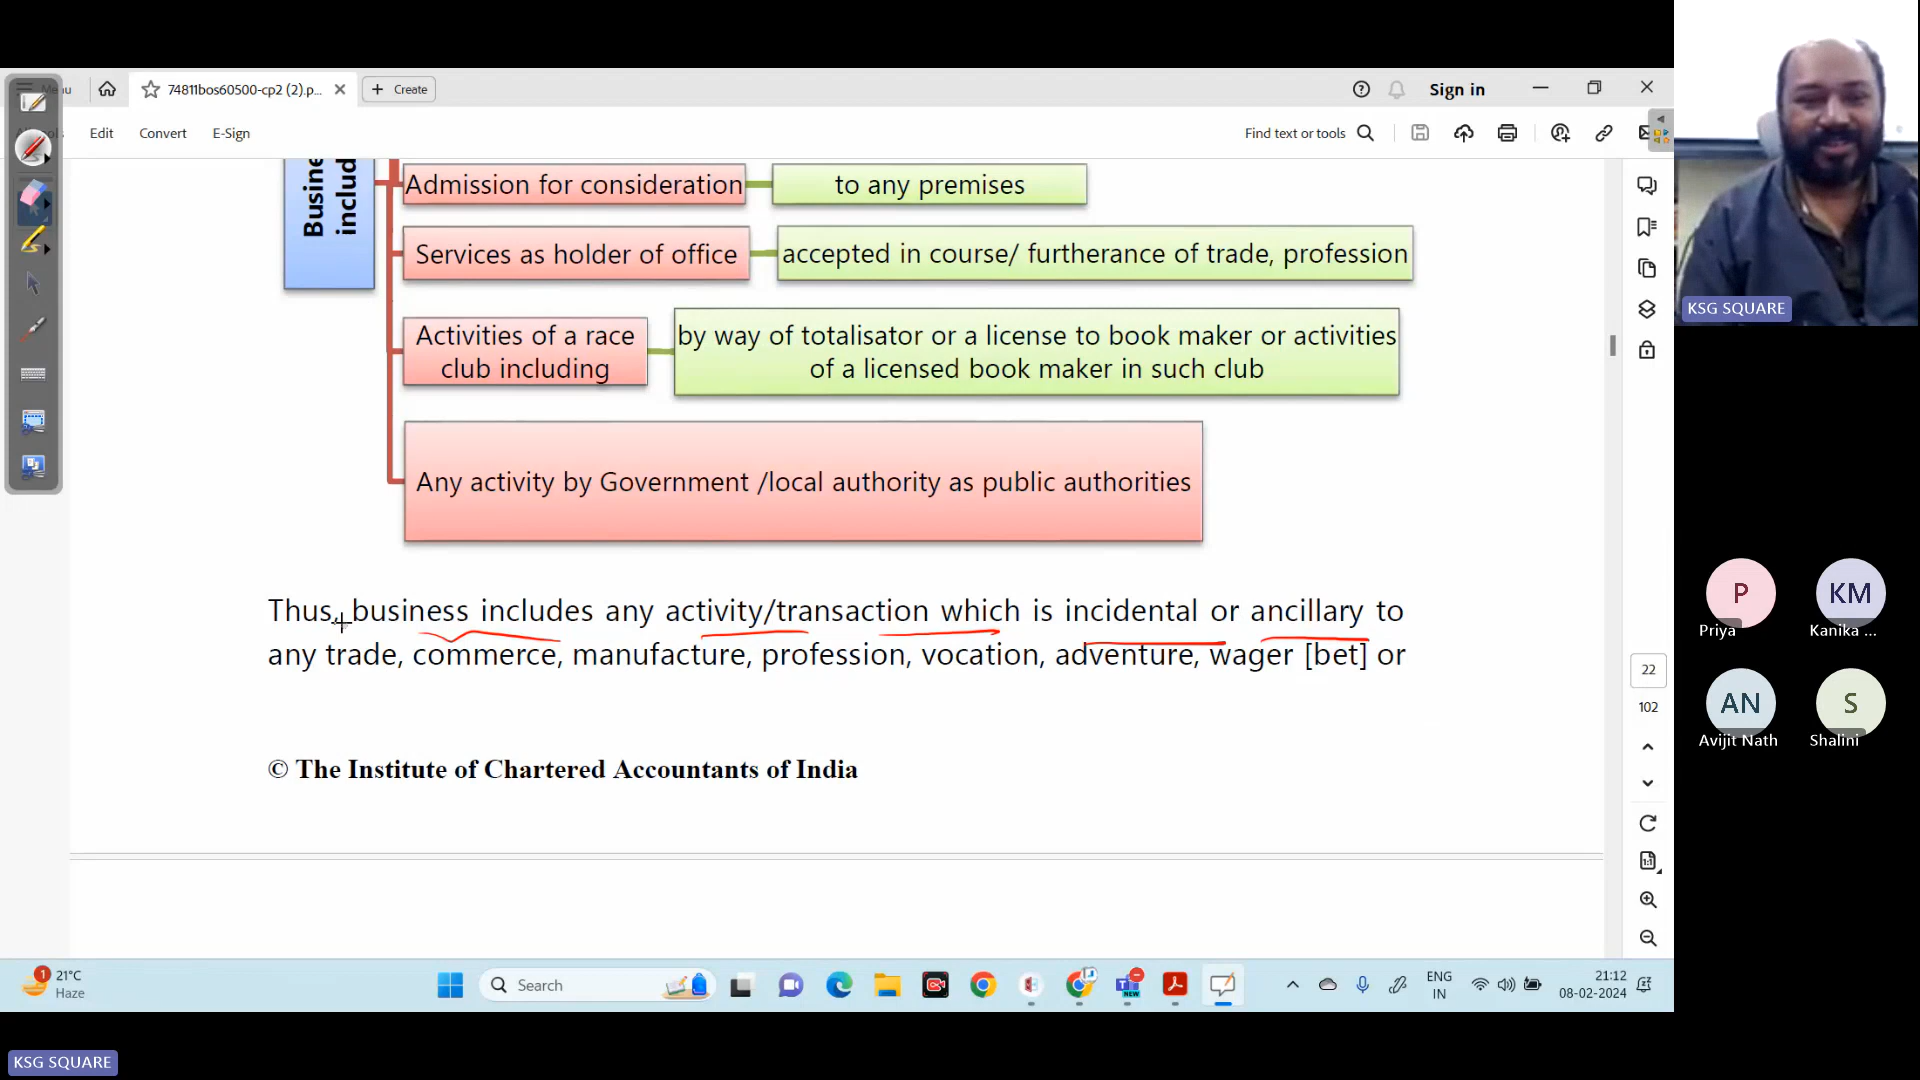 Menu
74811bos60500-cp2 (2).p...
Create
Sign in
Edit
Convert
E-Sign
Find text or tools
Busine
includ
Admission for consideration
to any premises
Services as holder of office
accepted in course/ furtherance of trade, profession
Activities of a race
club including
by way of totalisator or a license to book maker or activities
of a licensed book maker in such club
Any activity by Government /local authority as public authorities
Thus, business includes any activity/transaction which is incidental or ancillary to
any trade, commerce, manufacture, profession, vocation, adventure, wager [bet] or
© The Institute of Chartered Accountants of India
22
102
KSG SQUARE
P
Priya
KM
Kanika ...
AN
Avijit Nath
S
Shalini
1
21°C
Haze
Search
NEW
ENG
IN
21:12
08-02-2024
KSG SQUARE